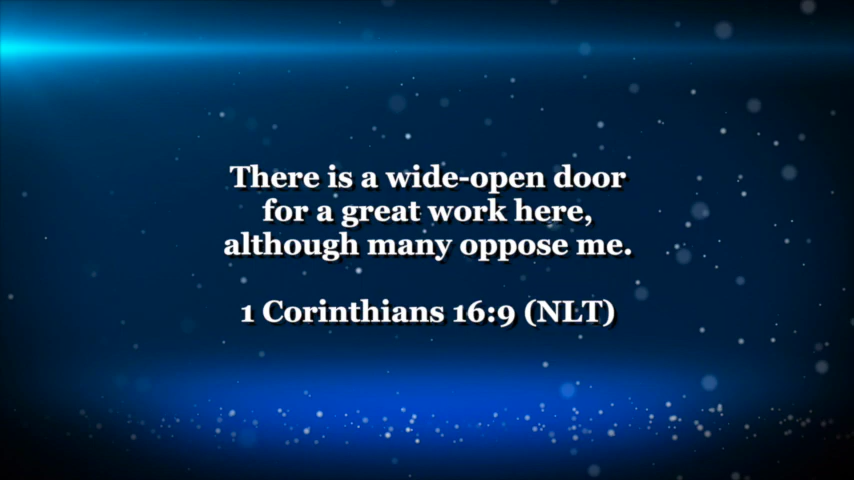 There is a wide-open door
for a great work here,
although many oppose me.
1 Corinthians 16:9 (NLT)